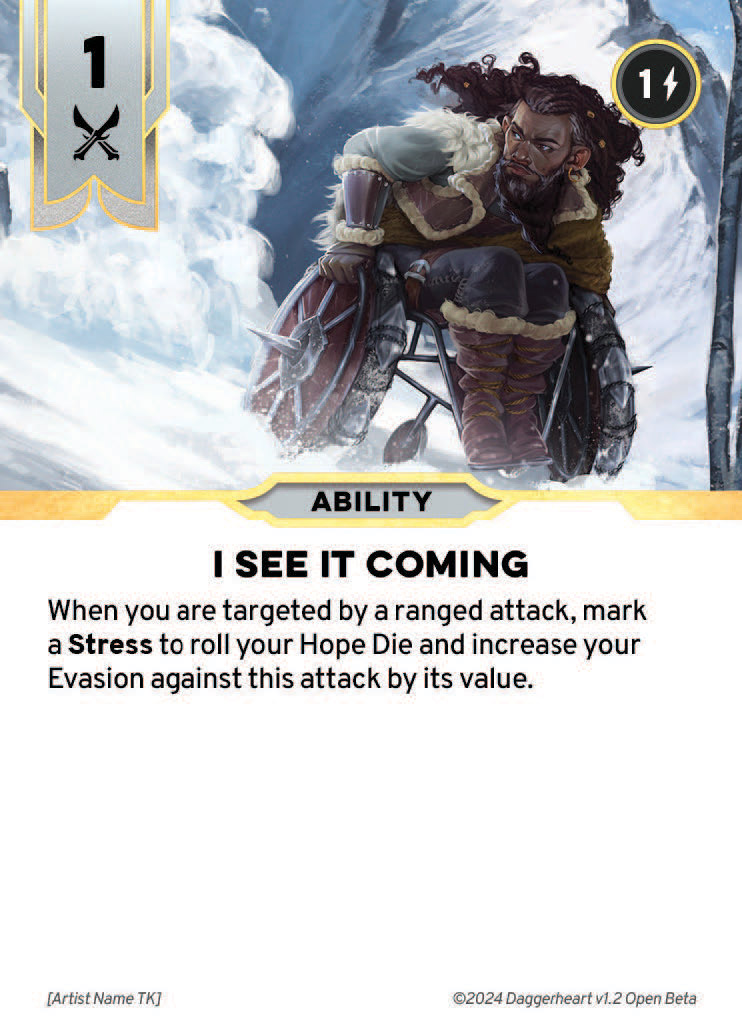 1
1
ABILITY
I SEE IT COMING
When you are targeted by a ranged attack, mark
a Stress to roll your Hope Die and increase your
Evasion against this attack by its value.
[Artist Name TK]
©2024 Daggerheart v1.2 Open Beta